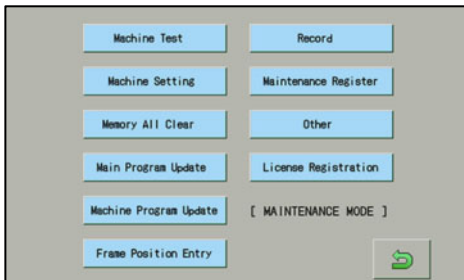 Machine Test
Record
Machine Setting
Maintenance Register
Memory All Clear
Other
Main Program Update
License Registration
Machine Program Update
[ MAINTENANCE MODE ]
Frame Position Entry